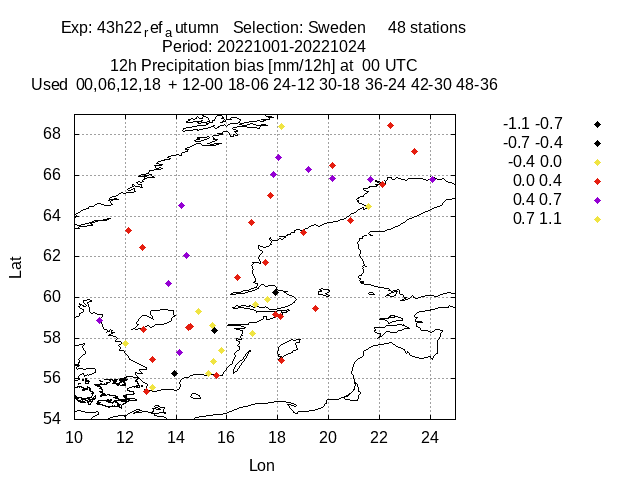 Exp: 43h22refautumn Selection: Sweden 48 stations
Period: 20221001-20221024
12h Precipitation bias [mm/12h] at 00 UTC
Used 00,06,12,18 + 12-00 18-06 24-12 30-18 36-24 42-30 48-36
-1.1 -0.7
-0.7 -0.4
-0.4 0.0
0.0 0.4
0.4 0.7
0.7 1.1
68
66
64
62
60
58
56
54
Lat
10 12 14 16 18 20 22 24
Lon